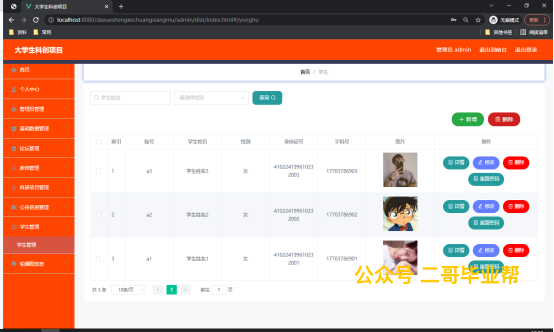 大学生科创项目
localhost:8080/daxueshengkechuangxiangmu/admin/dist/index.html#/yonghu
无痕模式
更新
资料
常用
其他书签
阅读清单
大学生科创项目
管理员 admin
退出到前台
退出登录
首页
个人中心
管理员管理
基础数据管理
论坛管理
教师管理
科研项目管理
公告信息管理
学生管理
学生管理
轮播图信息
首页 / 学生
学生姓名
请选择性别
查询
新增
删除
索引 账号 学生姓名 性别 身份证号 手机号 照片 操作
1 a3 学生姓名3 女 410224199610232003 17703786903
详情 修改 删除
重置密码
2 a2 学生姓名2 女 410224199610232002 17703786902
详情 修改 删除
重置密码
3 a1 学生姓名1 女 410224199610232001 17703786901
详情 修改 删除
重置密码
共 3 条 10条/页 1 前往 1 页
公众号 二哥毕业帮